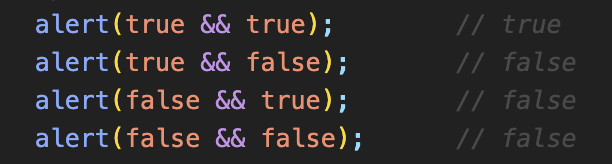 alert(true && true);          // true
alert(true && false);         // false
alert(false && true);         // false
alert(false && false);        // false